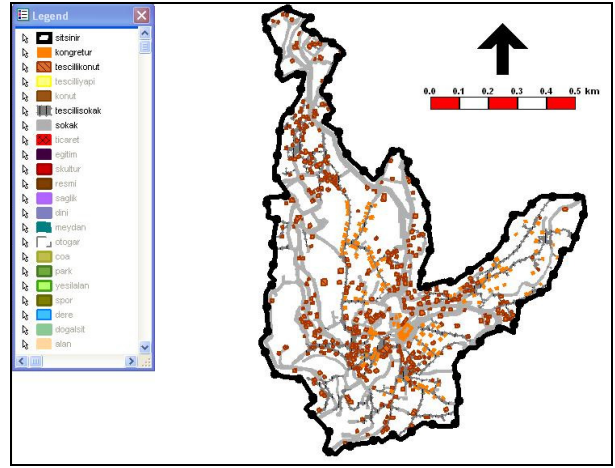 Legend
sitsinir
kongretur
tescillikonut
tescilliyapi
konut
tescillisokak
sokak
ticaret
egitim
skultur
resmi
saglik
dini
meydan
otogar
coa
park
yesilalan
spor
dere
dogalsit
alan
0.0 0.1 0.2 0.3 0.4 0.5 km